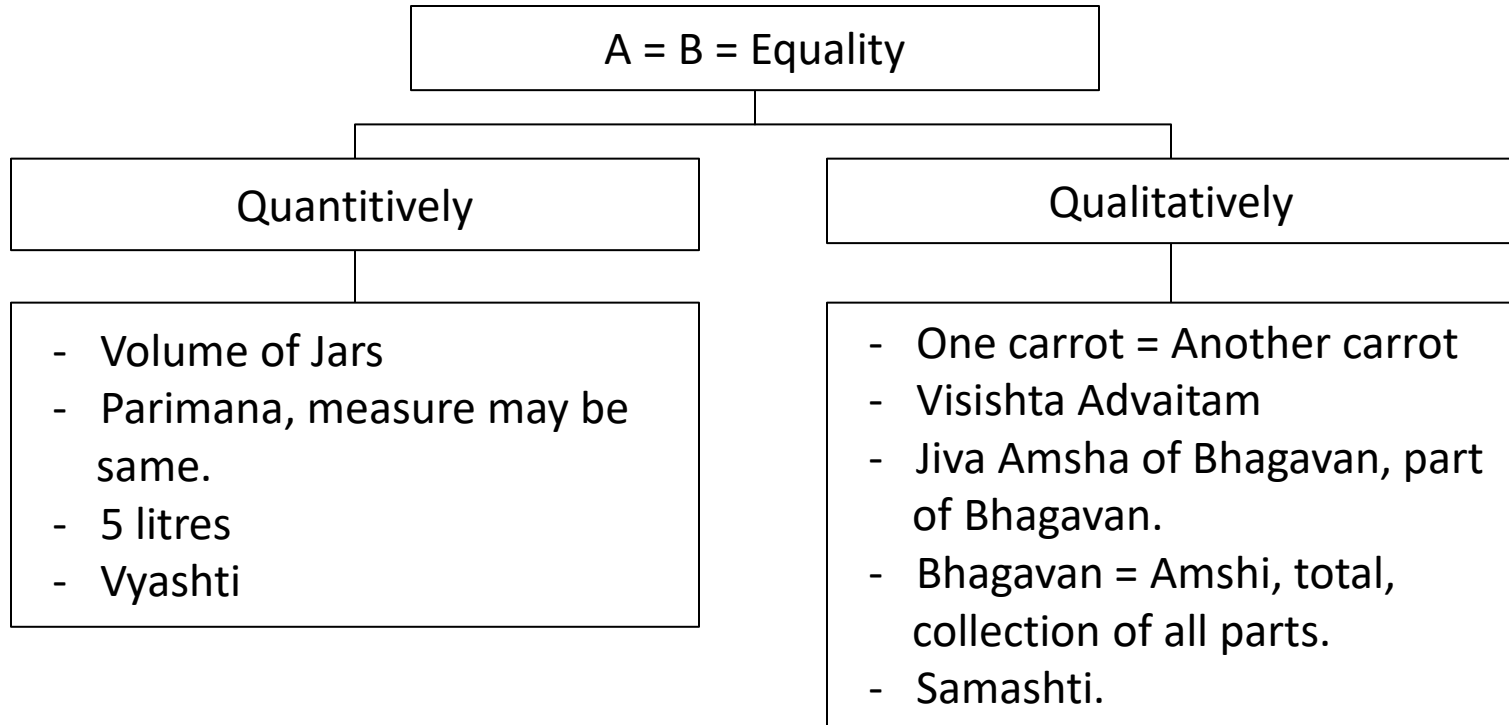 A = B = Equality
Quantitively
- Volume of Jars
- Parimana, measure may be
same.
- 5 litres
- Vyashti
Qualitatively
- One carrot = Another carrot
- Visishta Advaitam
- Jiva Amsha of Bhagavan, part
of Bhagavan.
- Bhagavan = Amshi, total,
collection of all parts.
- Samashti.